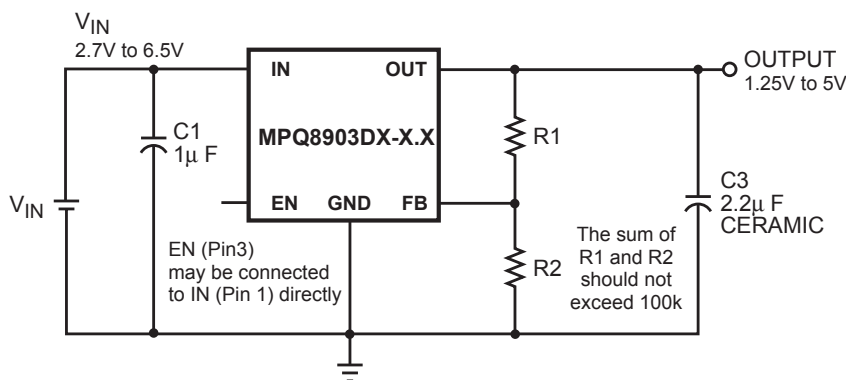 VIN
2.7V to 6.5V
IN
OUT
OUTPUT
1.25V to 5V
C1
1μ F
MPQ8903DX-X.X
R1
VIN
EN
GND
FB
C3
2.2μ F
CERAMIC
EN (Pin3)
may be connected
to IN (Pin 1) directly
R2
The sum of
R1 and R2
should not
exceed 100k